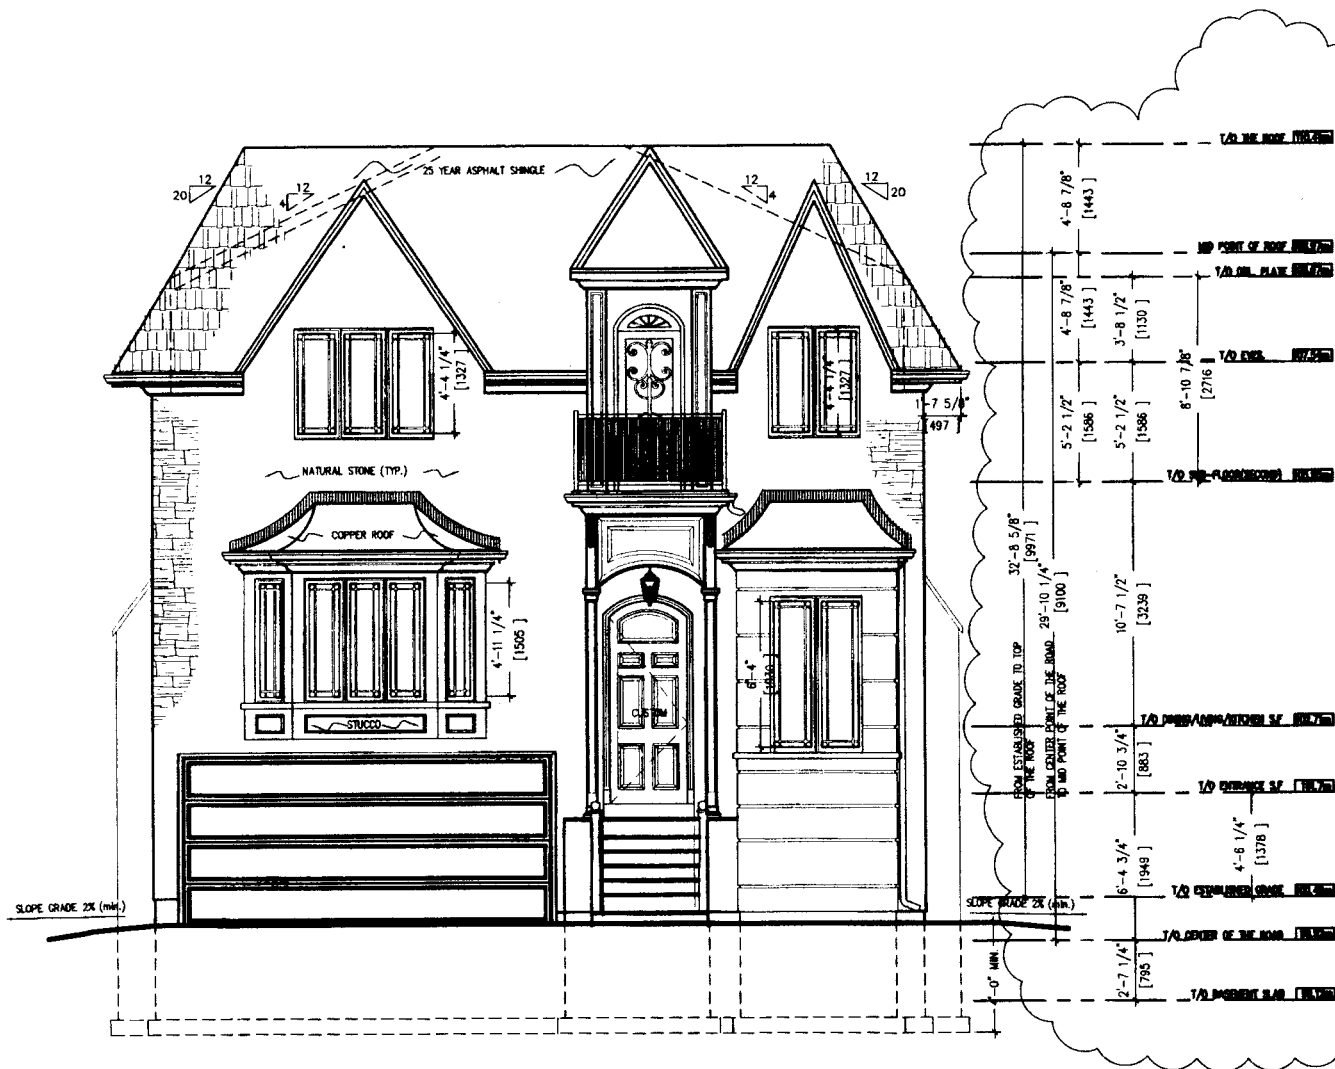 T/O THE ROOF
25 YEAR ASPHALT SHINGLE
12
20
12
4
12
4
12
20
4'-8 7/8"
[1443 ]
MID POINT OF ROOF
T/O PLATE
4'-8 7/8"
[1443 ]
3'-8 1/2"
[1130 ]
8'-10 7/8"
[2716 ]
T/O EVES.
4'-4 1/4"
[1327 ]
4'-4 1/4"
[1327 ]
1'-7 5/8"
[497 ]
5'-2 1/2"
[1586 ]
5'-2 1/2"
[1586 ]
NATURAL STONE (TYP.)
T/O SUB-FLOOR(SECOND)
COPPER ROOF
32'-8 5/8"
[9971 ]
29'-10 1/4"
[9100 ]
10'-7 1/2"
[3239 ]
4'-11 1/4"
[1505 ]
6'-4"
FROM ESTABLISHED GRADE TO TOP
OF THE ROOF
FROM CENTER POINT OF THE ROAD
TO MID POINT OF THE ROOF
CUSTOM
STUCCO
T/O DINING/LIVING/KITCHEN S.F
2'-10 3/4"
[883 ]
T/O ENTRANCE S.F
6'-4 3/4"
[1949 ]
4'-6 1/4"
[1378 ]
T/O ESTABLISHED GRADE
SLOPE GRADE 2% (min.)
SLOPE GRADE 2% (min.)
T/O CENTER OF THE ROAD
4'-0" MIN.
2'-7 1/4"
[795 ]
T/O BASEMENT SLAB